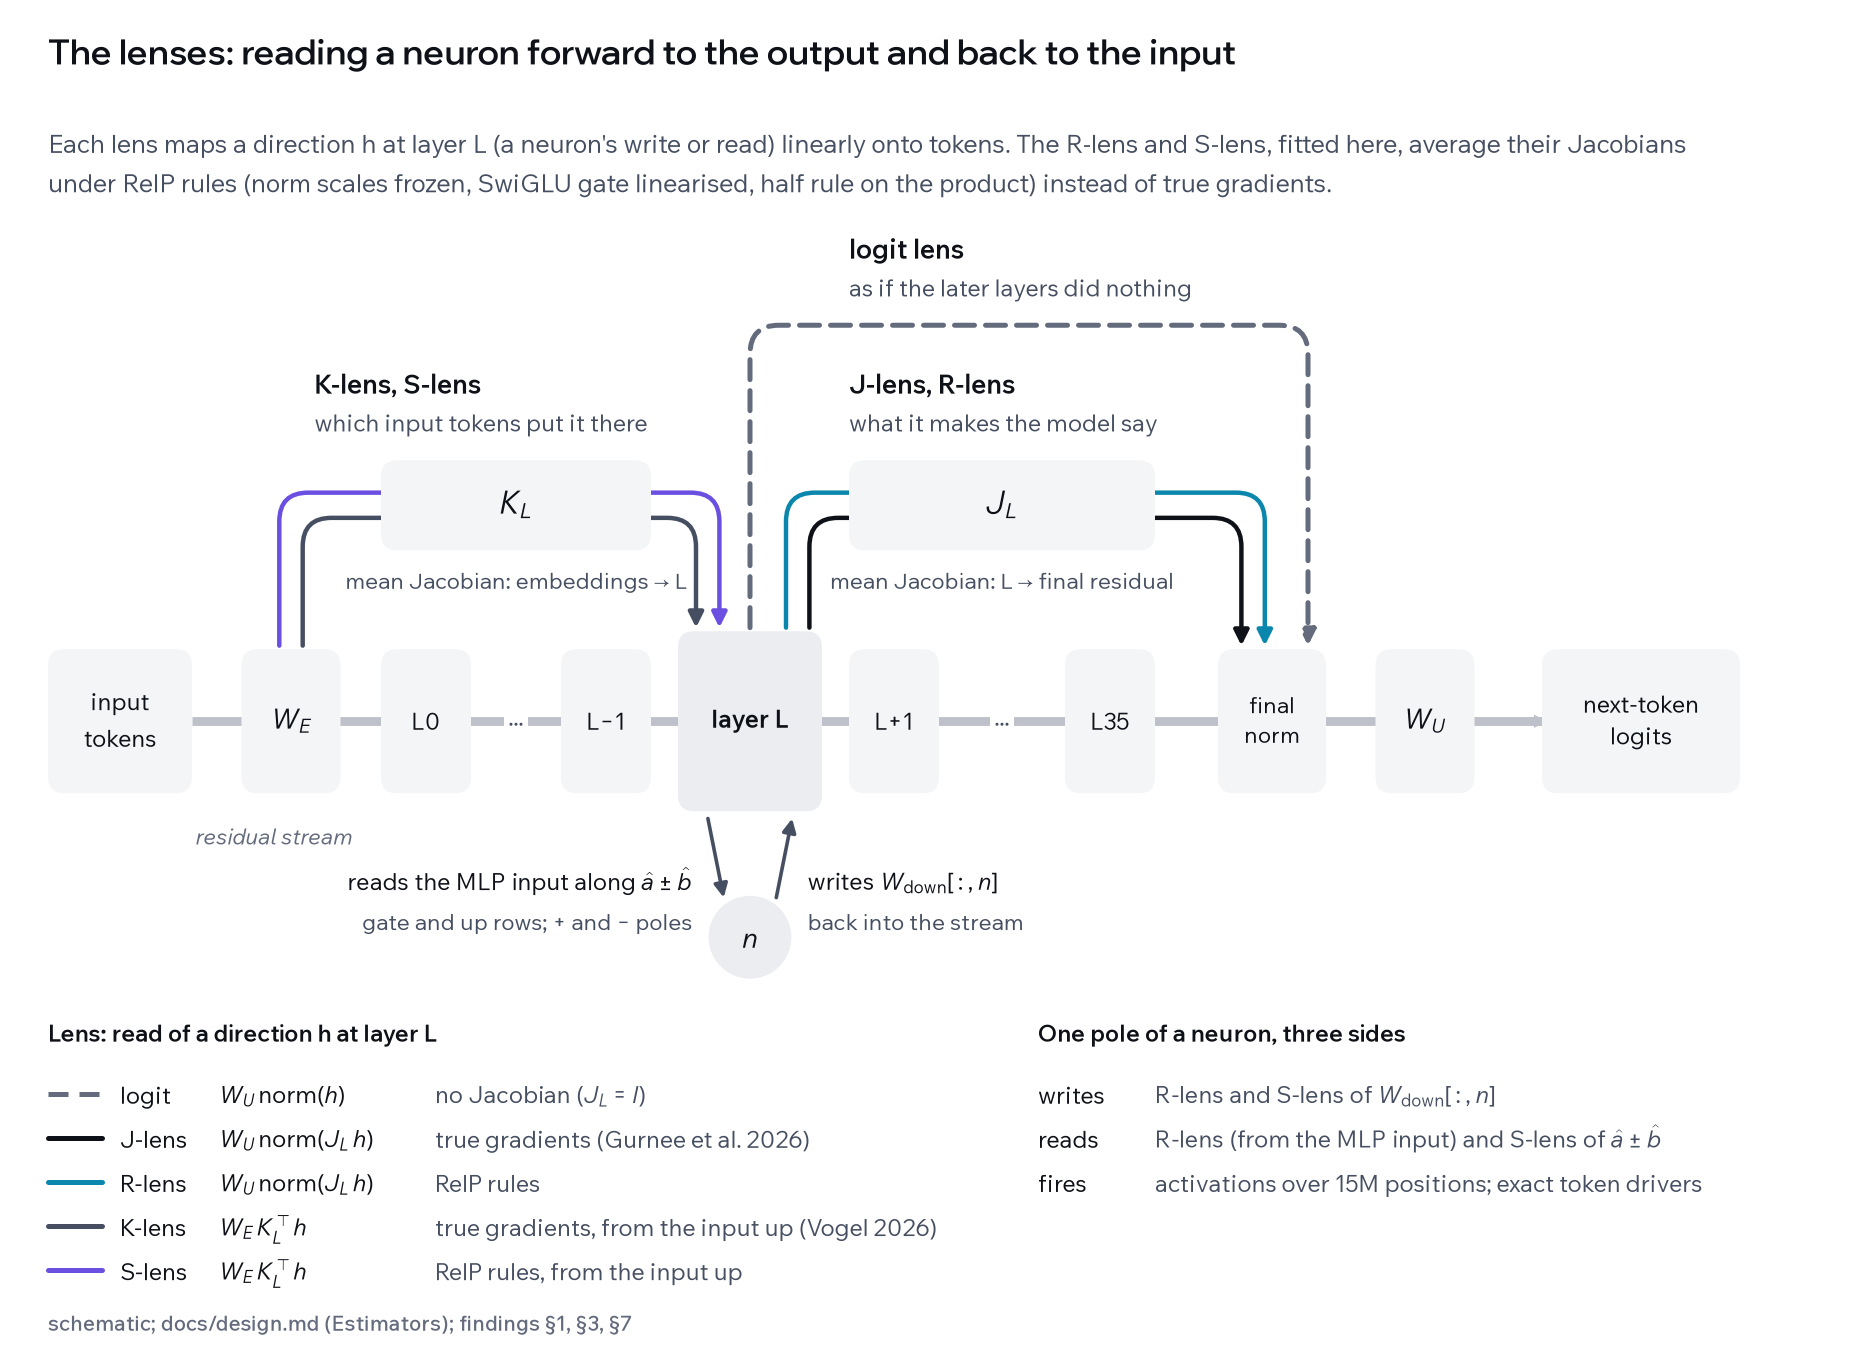 The lenses: reading a neuron forward to the output and back to the input
Each lens maps a direction h at layer L (a neuron's write or read) linearly onto tokens. The R-lens and S-lens, fitted here, average their Jacobians
under RelP rules (norm scales frozen, SwiGLU gate linearised, half rule on the product) instead of true gradients.
logit lens
as if the later layers did nothing
K-lens, S-lens
which input tokens put it there
J-lens, R-lens
what it makes the model say
K_L
J_L
mean Jacobian: embeddings → L
mean Jacobian: L → final residual
input
tokens
W_E
L0
...
L−1
layer L
L+1
...
L35
final
norm
W_U
next-token
logits
residual stream
reads the MLP input along â ± b̂
gate and up rows; + and − poles
n
writes W_down[:, n]
back into the stream
Lens: read of a direction h at layer L
logit W_U norm(h) no Jacobian (J_L = I)
J-lens W_U norm(J_L h) true gradients (Gurnee et al. 2026)
R-lens W_U norm(J_L h) RelP rules
K-lens W_E K_L^⊤ h true gradients, from the input up (Vogel 2026)
S-lens W_E K_L^⊤ h RelP rules, from the input up
One pole of a neuron, three sides
writes R-lens and S-lens of W_down[:, n]
reads R-lens (from the MLP input) and S-lens of â ± b̂
fires activations over 15M positions; exact token drivers
schematic; docs/design.md (Estimators); findings §1, §3, §7